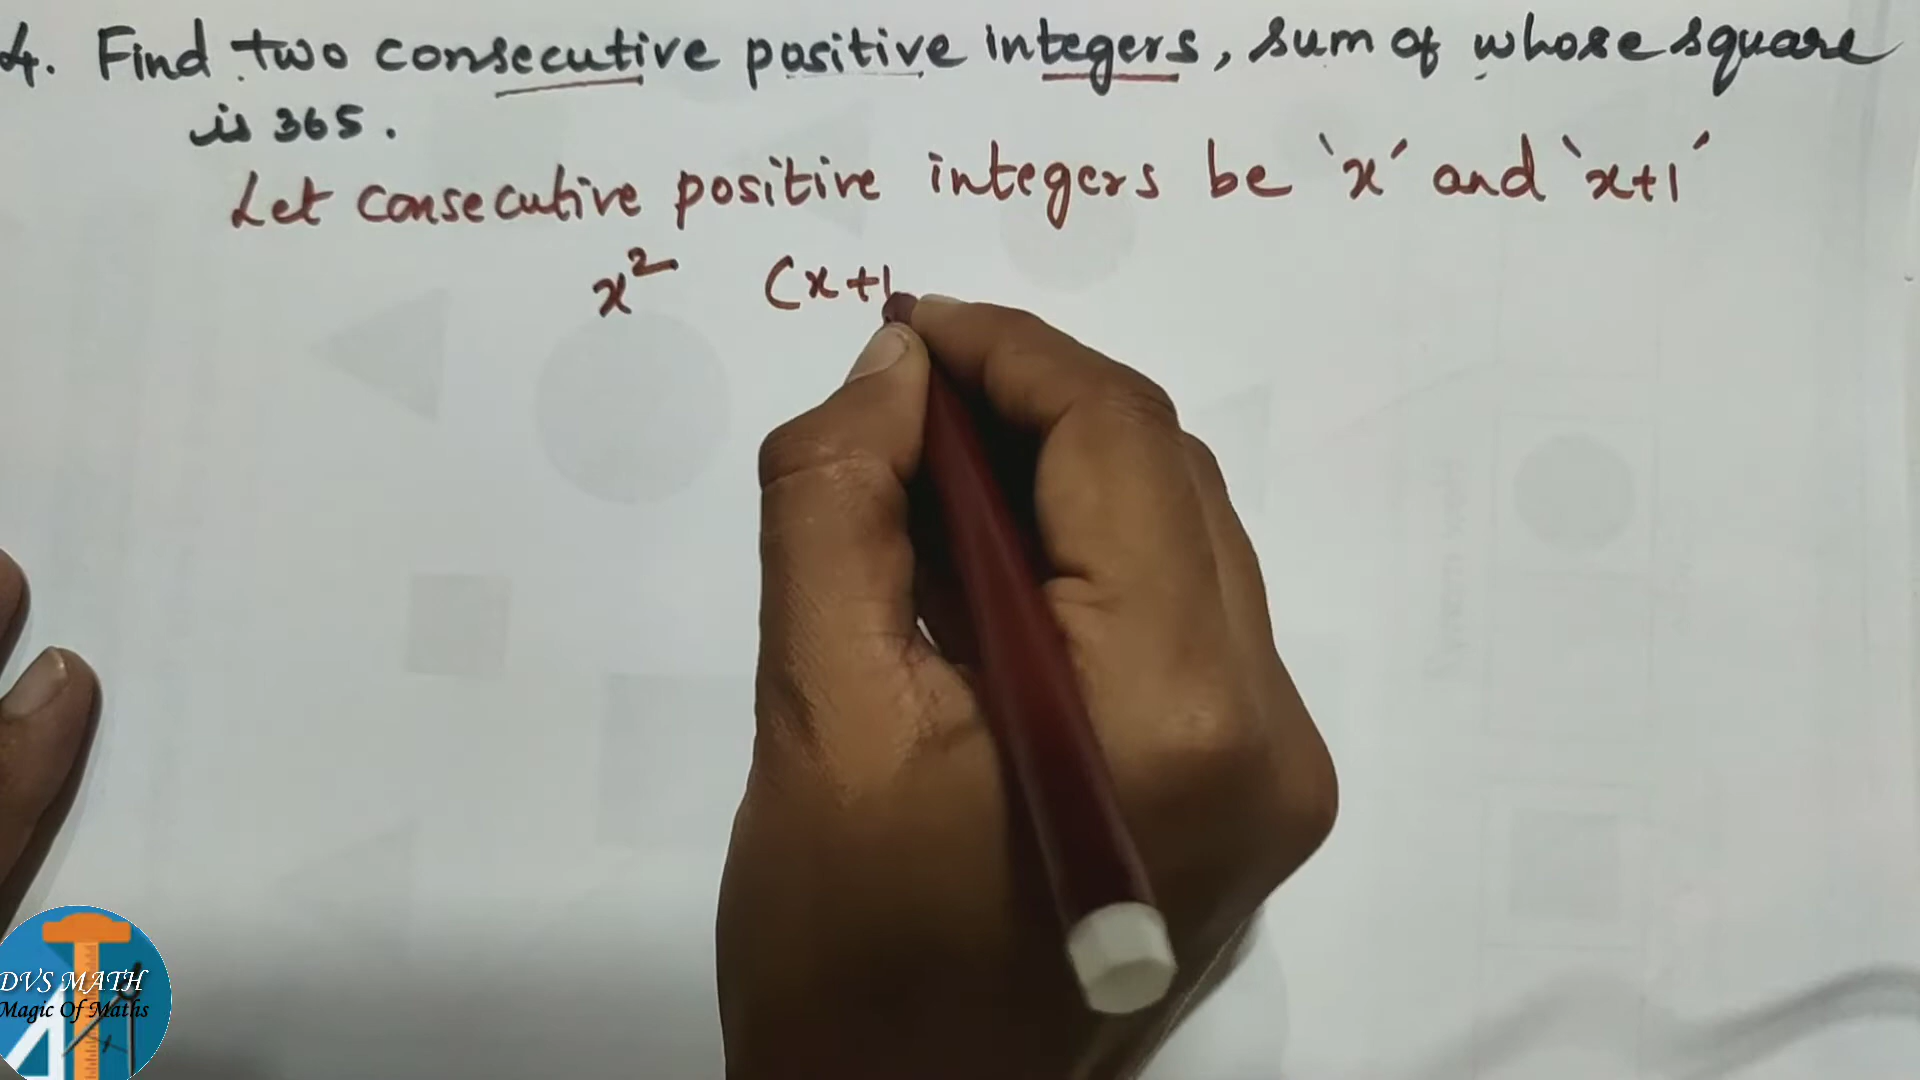 4. Find two consecutive positive integers, sum of whose square
is 365.
Let consecutive positive integers be 'x' and 'x+1'
x² (x+1
DVS MATH
Magic Of Maths